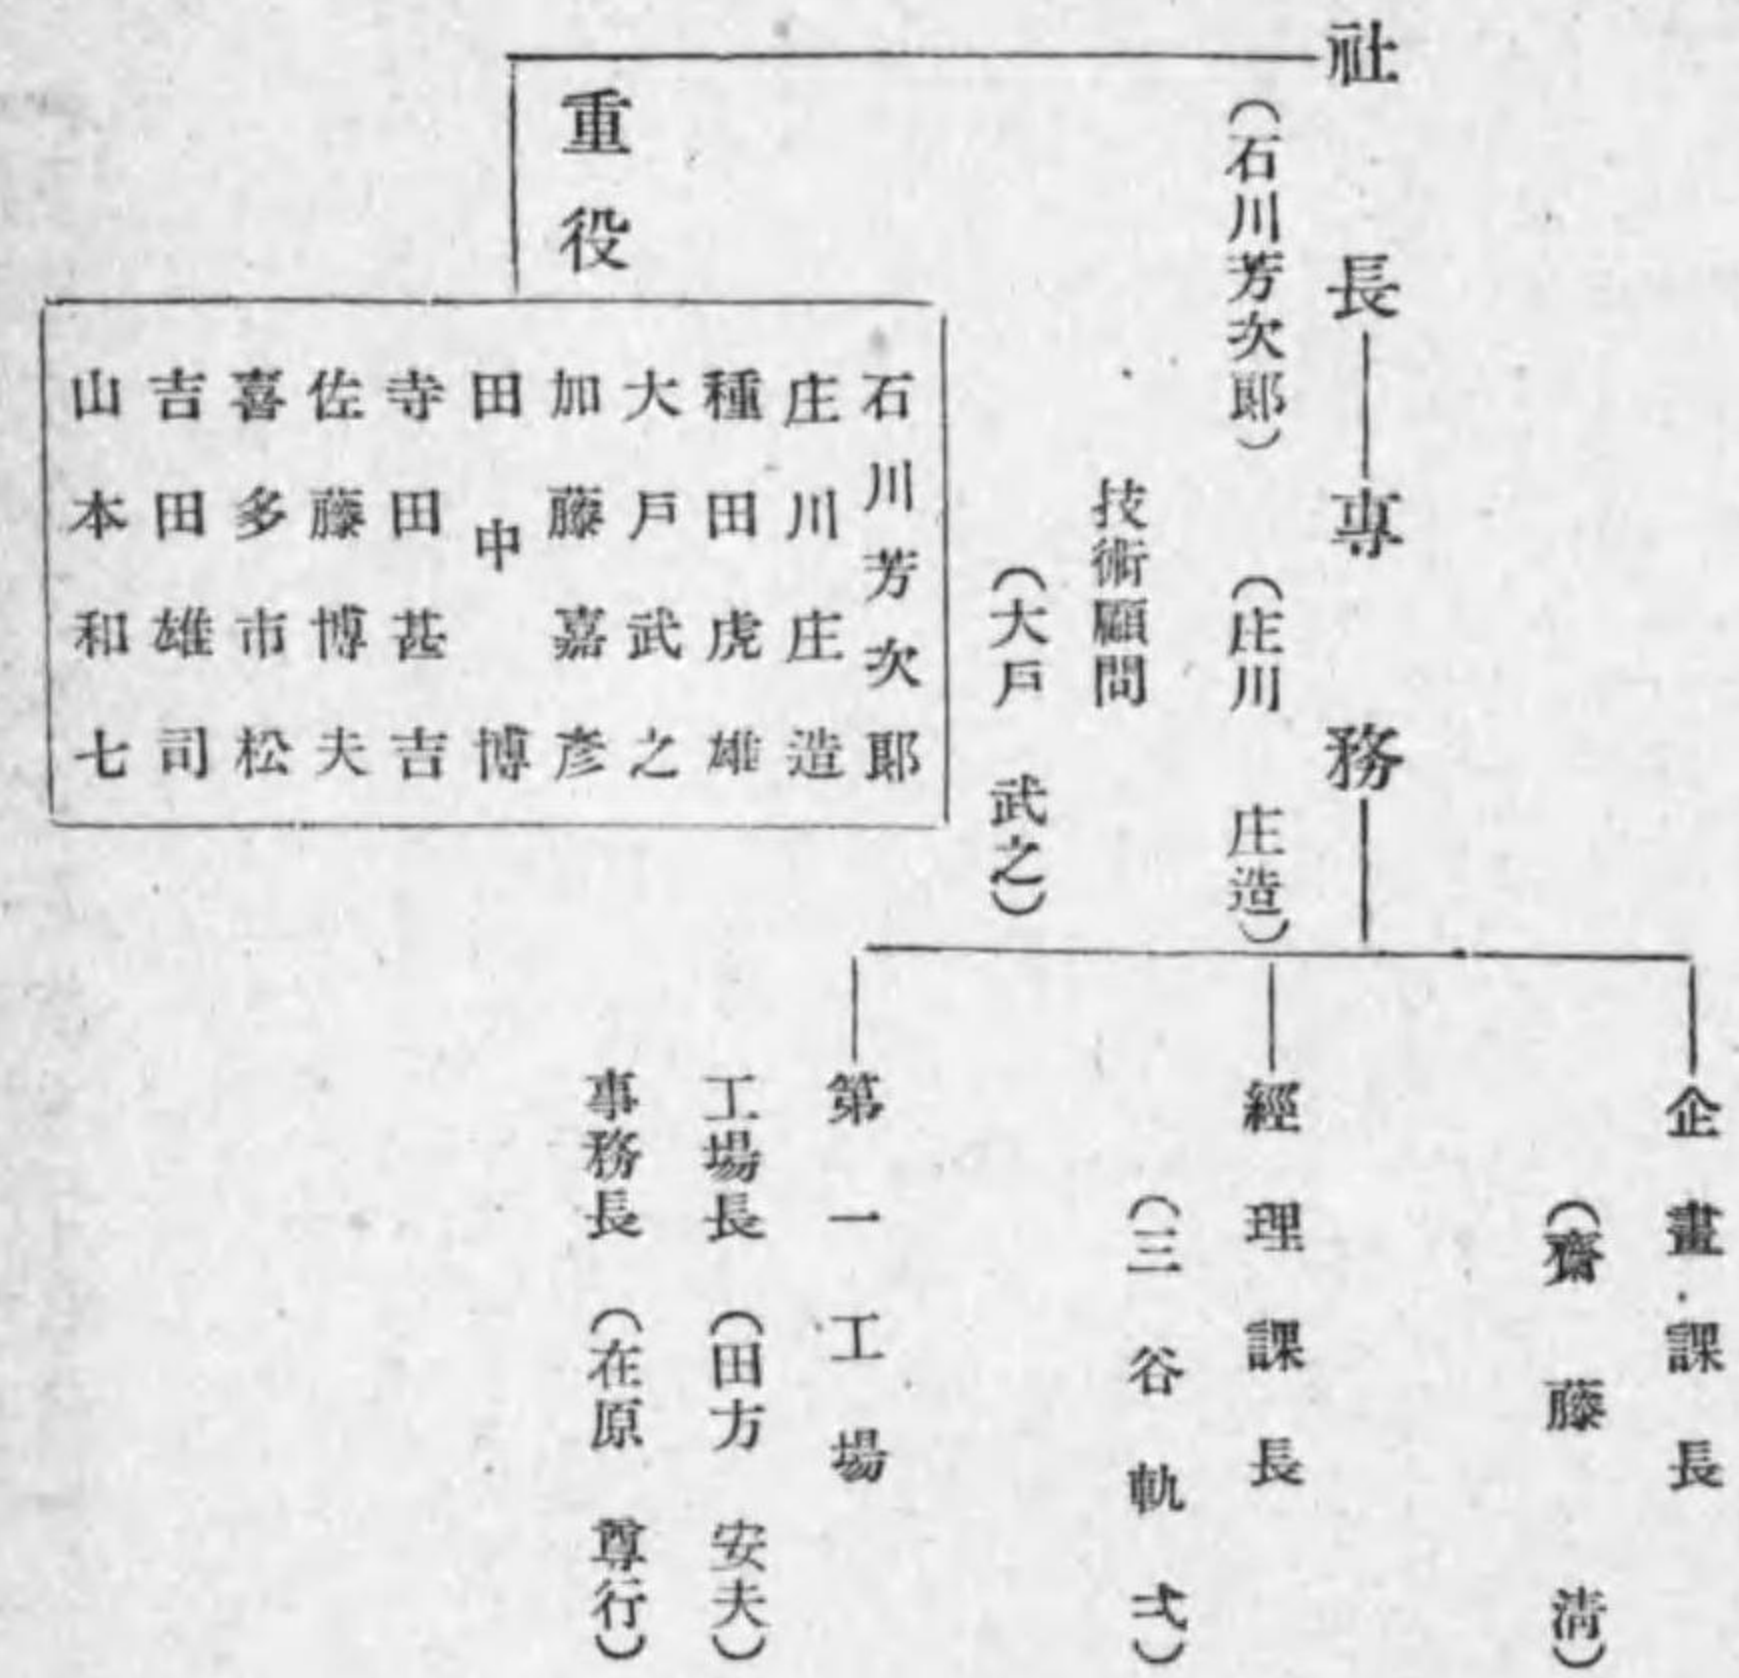 社長―專務
(石川芳次郎)
(庄川 庄造)
技術顧問
(大戸 武之)
重役
石川芳次郎
庄川庄造
種田虎雄
大戸武之
加藤嘉彥
田中博
寺田甚吉
佐藤博夫
喜多市松
吉田雄司
山本和七
企畫課長
(齋藤 淸)
經理課長
(三谷軌弌)
第一工場
工場長 (田方 安夫)
事務長 (在原 尊行)